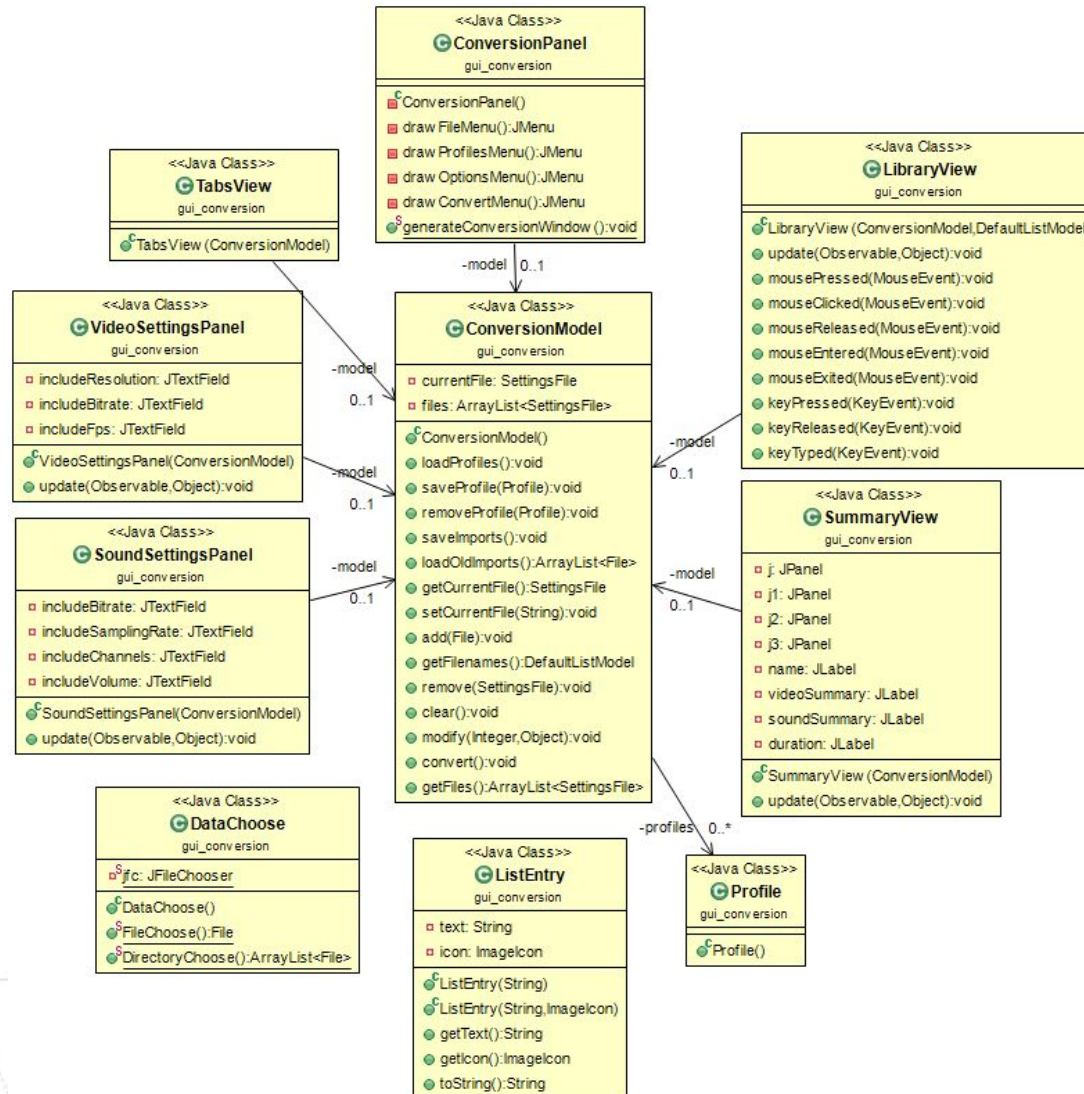 <<Java Class>>
ConversionPanel
gui_conversion
ConversionPanel()
drawFileMenu():JMenu
drawProfilesMenu():JMenu
drawOptionsMenu():JMenu
drawConvertMenu():JMenu
generateConversionWindow():void
-model 0..1
<<Java Class>>
TabsView
gui_conversion
TabsView(ConversionModel)
-model
0..1
<<Java Class>>
VideoSettingsPanel
gui_conversion
includeResolution: JTextField
includeBitrate: JTextField
includeFps: JTextField
VideoSettingsPanel(ConversionModel)
update(Observable,Object):void
-model
0..1
<<Java Class>>
SoundSettingsPanel
gui_conversion
includeBitrate: JTextField
includeSamplingRate: JTextField
includeChannels: JTextField
includeVolume: JTextField
SoundSettingsPanel(ConversionModel)
update(Observable,Object):void
-model
0..1
<<Java Class>>
ConversionModel
gui_conversion
currentFile: SettingsFile
files: ArrayList<SettingsFile>
ConversionModel()
loadProfiles():void
saveProfile(Profile):void
removeProfile(Profile):void
saveImports():void
loadOldImports():ArrayList<File>
getCurrentFile():SettingsFile
setCurrentFile(String):void
add(File):void
getFilenames():DefaultListModel
remove(SettingsFile):void
clear():void
modify(Integer,Object):void
convert():void
getFiles():ArrayList<SettingsFile>
<<Java Class>>
LibraryView
gui_conversion
LibraryView(ConversionModel,DefaultListModel
update(Observable,Object):void
mousePressed(MouseEvent):void
mouseClicked(MouseEvent):void
mouseReleased(MouseEvent):void
mouseEntered(MouseEvent):void
mouseExited(MouseEvent):void
keyPressed(KeyEvent):void
keyReleased(KeyEvent):void
keyTyped(KeyEvent):void
-model
0..1
<<Java Class>>
SummaryView
gui_conversion
j: JPanel
j1: JPanel
j2: JPanel
j3: JPanel
name: JLabel
videoSummary: JLabel
soundSummary: JLabel
duration: JLabel
SummaryView(ConversionModel)
update(Observable,Object):void
-model
0..1
<<Java Class>>
DataChoose
gui_conversion
jfc: JFileChooser
DataChoose()
FileChoose():File
DirectoryChoose():ArrayList<File>
<<Java Class>>
ListEntry
gui_conversion
text: String
icon: ImageIcon
ListEntry(String)
ListEntry(String,ImageIcon)
getText():String
getIcon():ImageIcon
toString():String
-profiles 0..*
<<Java Class>>
Profile
gui_conversion
Profile()